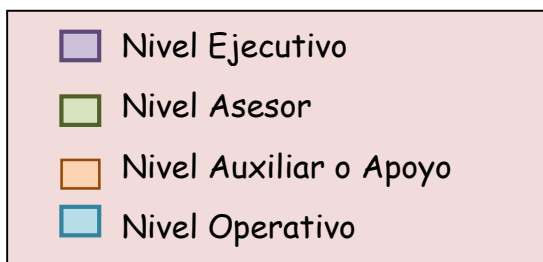 Nivel Ejecutivo
Nivel Asesor
Nivel Auxiliar o Apoyo
Nivel Operativo